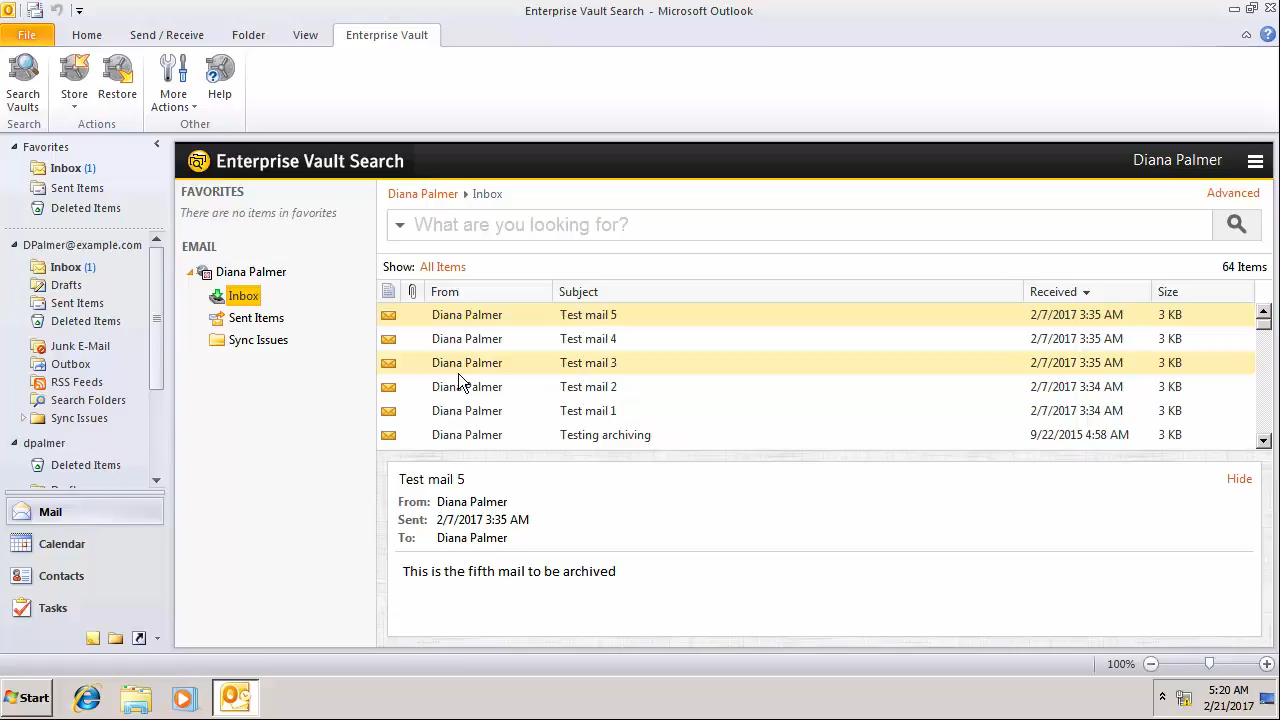 Enterprise Vault Search - Microsoft Outlook
File Home Send / Receive Folder View Enterprise Vault
Search Vaults Store Restore More Actions Help
Search Actions Other
Favorites
Inbox (1)
Sent Items
Deleted Items
DPalmer@example.com
Inbox (1)
Drafts
Sent Items
Deleted Items
Junk E-Mail
Outbox
RSS Feeds
Search Folders
Sync Issues
dpalmer
Deleted Items
Mail
Calendar
Contacts
Tasks
Enterprise Vault Search Diana Palmer
FAVORITES
There are no items in favorites
EMAIL
Diana Palmer
Inbox
Sent Items
Sync Issues
Diana Palmer Inbox Advanced
What are you looking for?
Show: All Items 64 Items
From Subject Received Size
Diana Palmer Test mail 5 2/7/2017 3:35 AM 3 KB
Diana Palmer Test mail 4 2/7/2017 3:35 AM 3 KB
Diana Palmer Test mail 3 2/7/2017 3:35 AM 3 KB
Diana Palmer Test mail 2 2/7/2017 3:34 AM 3 KB
Diana Palmer Test mail 1 2/7/2017 3:34 AM 3 KB
Diana Palmer Testing archiving 9/22/2015 4:58 AM 3 KB
Test mail 5 Hide
From: Diana Palmer
Sent: 2/7/2017 3:35 AM
To: Diana Palmer
This is the fifth mail to be archived
100%
Start 5:20 AM
2/21/2017